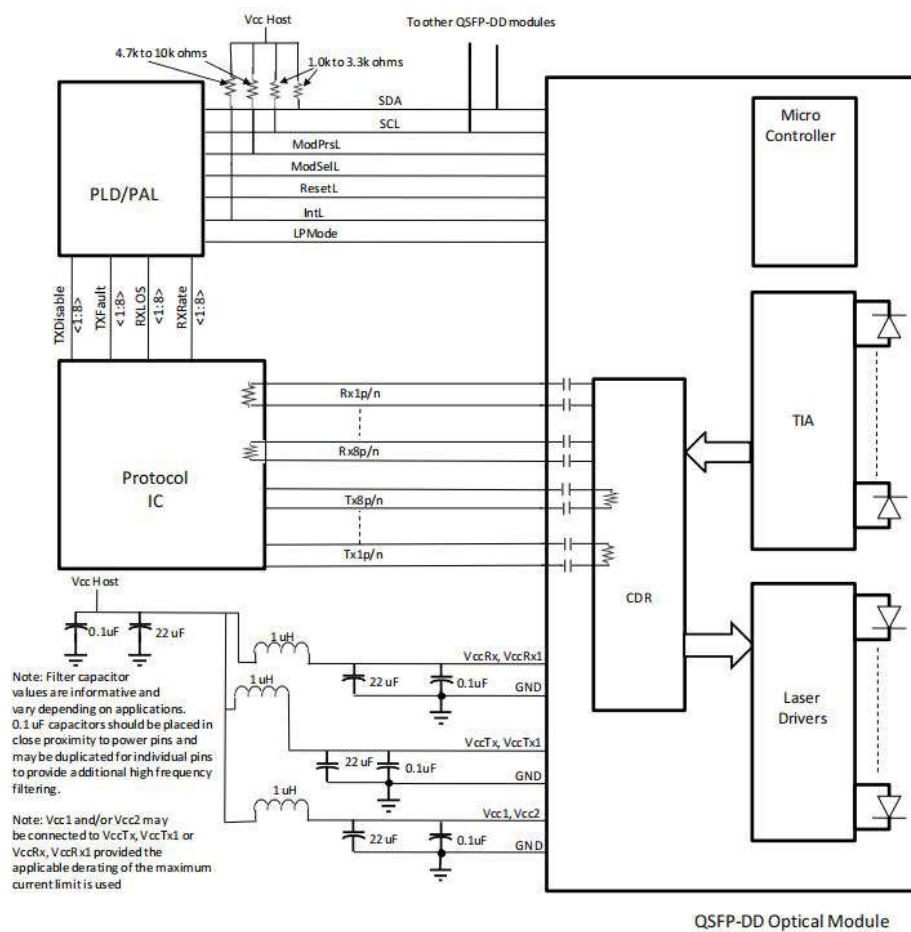 Vcc Host
To other QSFP-DD modules
4.7k to 10k ohms
1.0k to 3.3k ohms
SDA
SCL
ModPrsL
ModSelL
ResetL
IntL
LPMode
PLD/PAL
Micro
Controller
TXDisable
<1:8>
TXFault
<1:8>
RXLOS
<1:8>
RXRate
<1:8>
Rx1p/n
Rx8p/n
Tx8p/n
Tx1p/n
Protocol
IC
TIA
CDR
Laser
Drivers
Vcc Host
0.1uF
22 uF
1 uH
VccRx, VccRx1
22 uF
0.1uF
GND
1 uH
VccTx, VccTx1
22 uF
0.1uF
GND
1 uH
Vcc1, Vcc2
22 uF
0.1uF
GND
Note: Filter capacitor
values are informative and
vary depending on applications.
0.1 uF capacitors should be placed in
close proximity to power pins and
may be duplicated for individual pins
to provide additional high frequency
filtering.
Note: Vcc1 and/or Vcc2 may
be connected to VccTx, VccTx1 or
VccRx, VccRx1 provided the
applicable derating of the maximum
current limit is used
QSFP-DD Optical Module